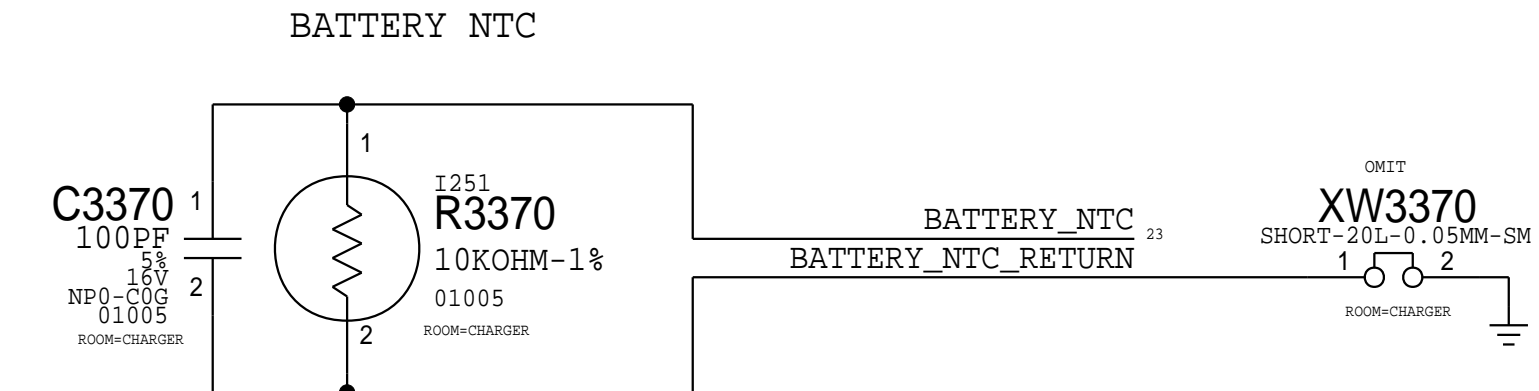 BATTERY NTC
1
I251
OMIT
C3370 1
R3370
XW3370
100PF
BATTERY_NTC 23
SHORT-20L-0.05MM-SM
5%
10KOHM-1%
BATTERY_NTC_RETURN
1 2
16V
2
NP0-C0G
01005
01005
ROOM=CHARGER
ROOM=CHARGER
2
ROOM=CHARGER